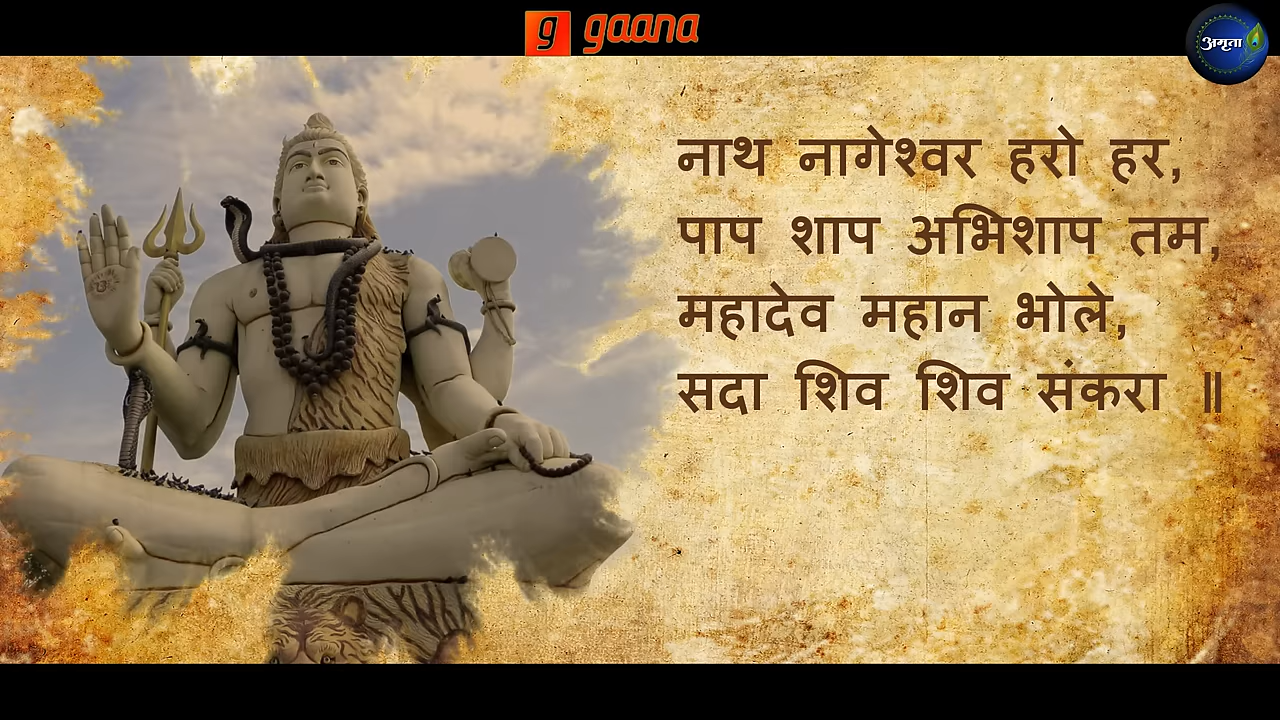 g gaana
अमृता
नाथ नागेश्वर हरो हर,
पाप शाप अभिशाप तम,
महादेव महान भोले,
सदा शिव शिव संकरा ॥